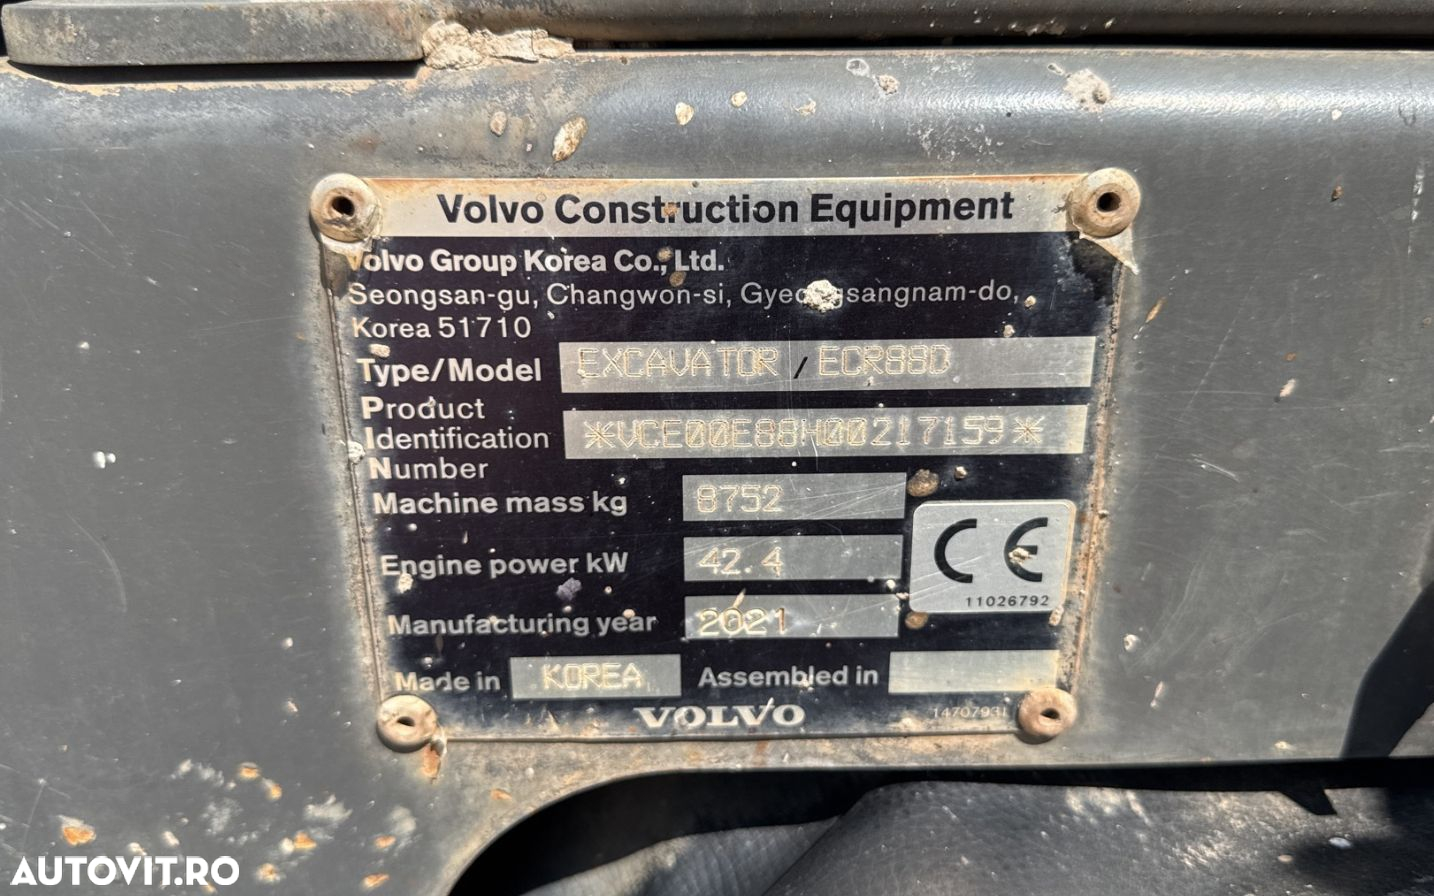 Volvo Construction Equipment
Volvo Group Korea Co., Ltd.
Seongsan-gu, Changwon-si, Gyeongsangnam-do,
Korea 51710
Type/Model EXCAVATOR / ECR88D
Product
Identification *VCE00E88H00217159*
Number
Machine mass kg 8752
Engine power kW 42.4
CE
11026792
Manufacturing year 2021
Made in KOREA Assembled in
VOLVO 14707931
AUTOVIT.RO